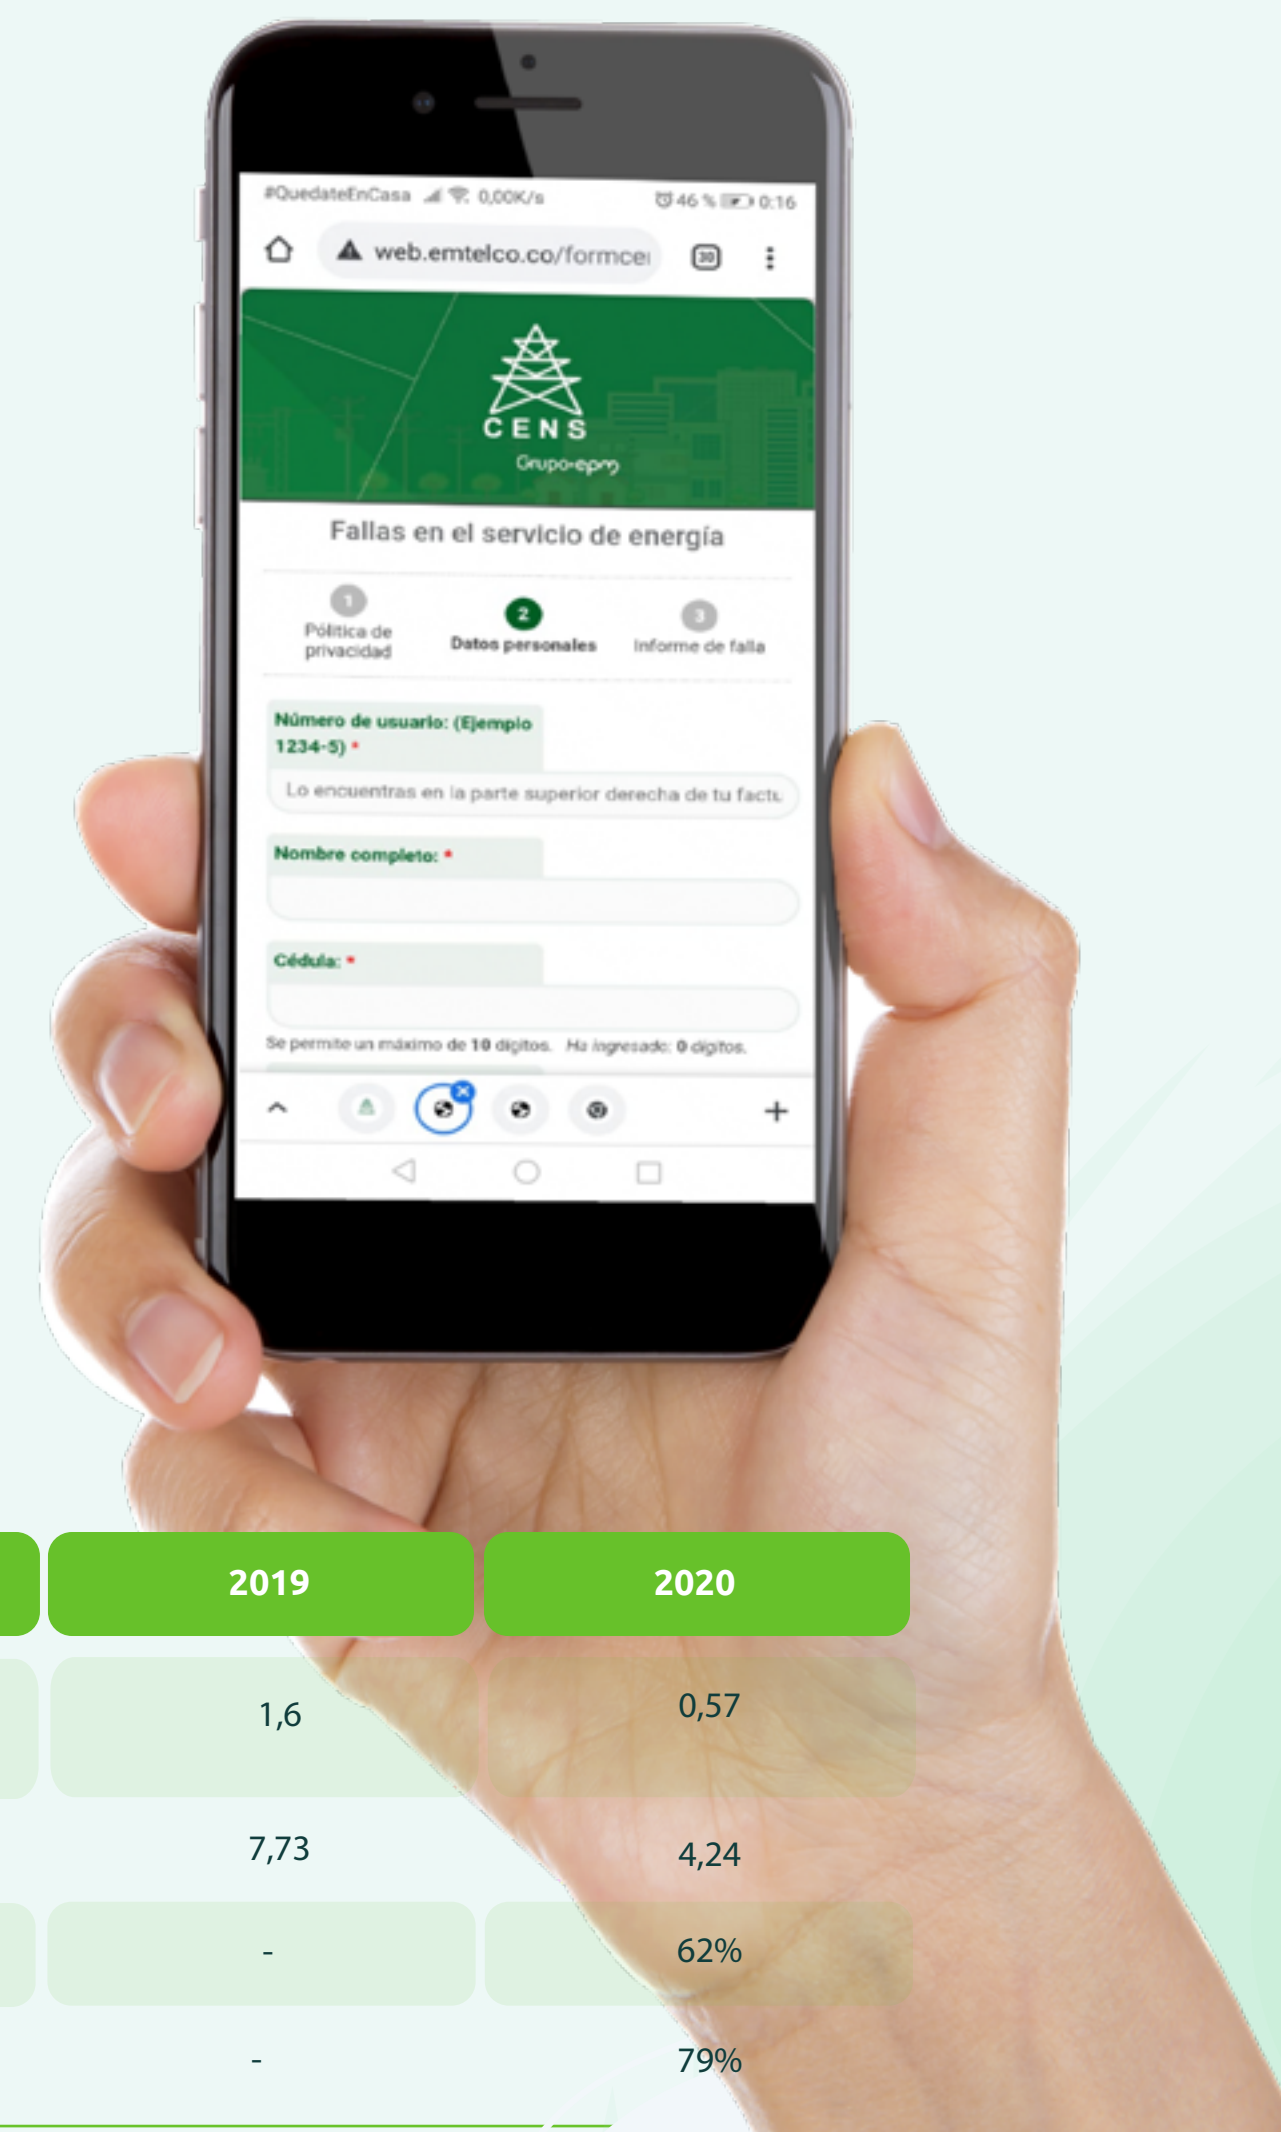 #QuedateEnCasa 0,00K/s 46 % 0:16
web.emtelco.co/formcer
30
CENS
Grupo·epm
Fallas en el servicio de energía
1 2 3
Pólitica de privacidad
Datos personales
Informe de falla
Número de usuario: (Ejemplo
1234-5) *
Lo encuentras en la parte superior derecha de tu factu
Nombre completo: *
Cédula: *
Se permite un máximo de 10 dígitos. Ha ingresado: 0 dígitos.
2019 2020
1,6 0,57
7,73 4,24
- 62%
- 79%